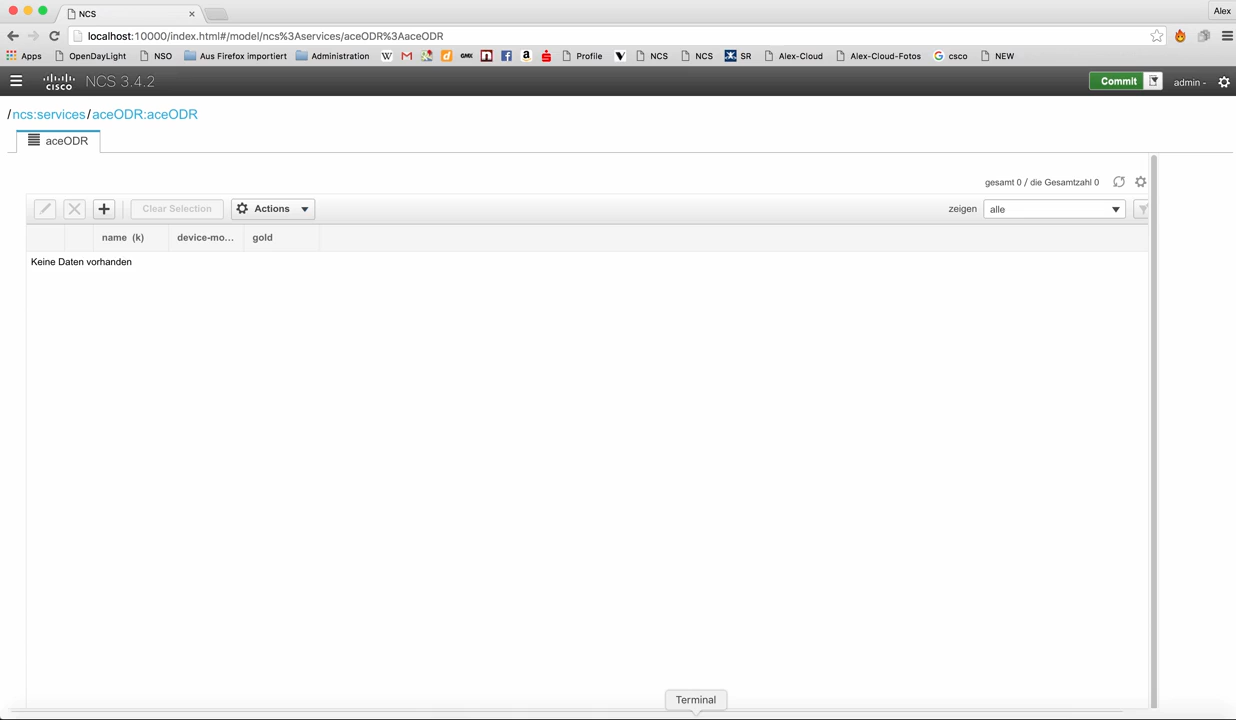 NCS
Alex
localhost:10000/index.html#/model/ncs%3Aservices/aceODR%3AaceODR
Apps OpenDayLight NSO Aus Firefox importiert Administration W GMX a Profile V NCS NCS SR Alex-Cloud Alex-Cloud-Fotos G csco NEW
cisco NCS 3.4.2 Commit admin -
/ncs:services/aceODR:aceODR
aceODR
gesamt 0 / die Gesamtzahl 0
Clear Selection Actions zeigen alle
name (k) device-mo... gold
Keine Daten vorhanden
Terminal